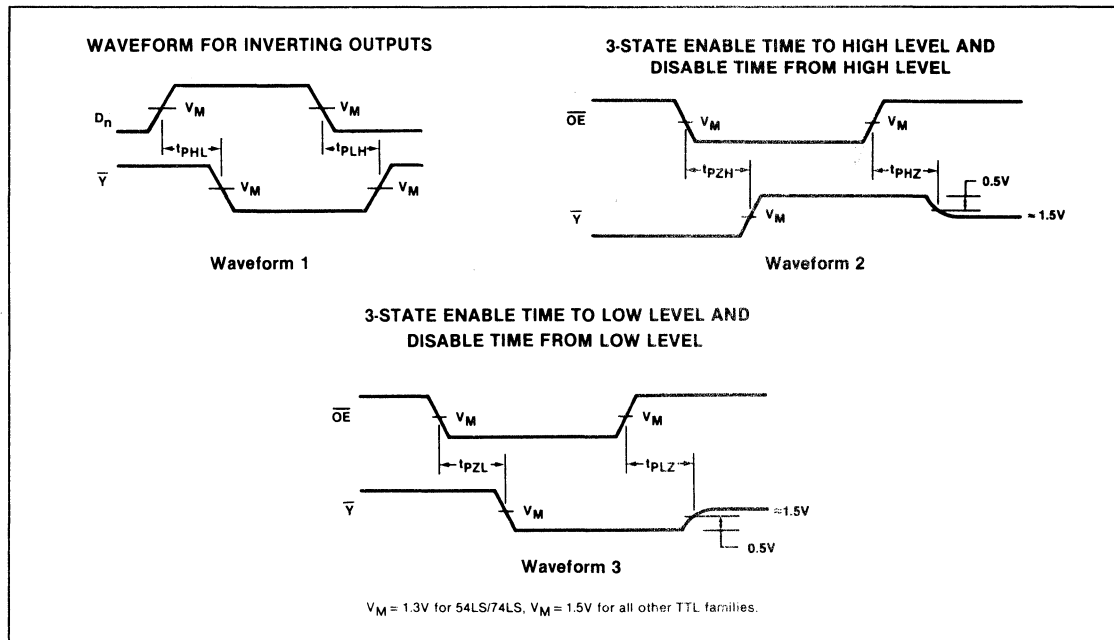 WAVEFORM FOR INVERTING OUTPUTS
Dn
VM
VM
tPHL
tPLH
Y̅
VM
VM
Waveform 1
3-STATE ENABLE TIME TO HIGH LEVEL AND
DISABLE TIME FROM HIGH LEVEL
O̅E̅
VM
VM
tPZH
tPHZ
0.5V
Y̅
VM
≈1.5V
Waveform 2
3-STATE ENABLE TIME TO LOW LEVEL AND
DISABLE TIME FROM LOW LEVEL
O̅E̅
VM
VM
tPZL
tPLZ
Y̅
VM
≈1.5V
0.5V
Waveform 3
VM = 1.3V for 54LS/74LS, VM = 1.5V for all other TTL families.